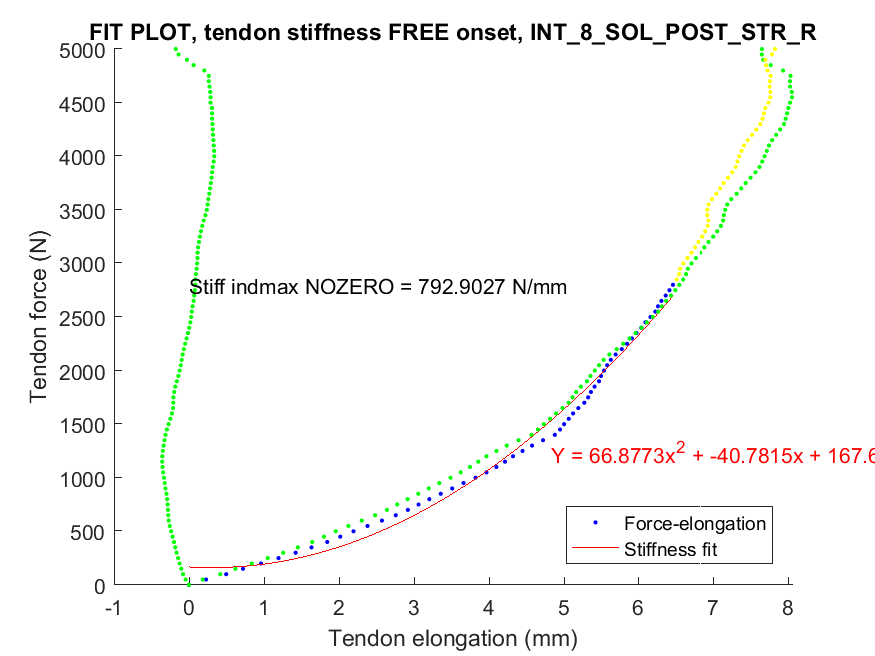 FIT PLOT, tendon stiffness FREE onset, INT_8_SOL_POST_STR_R
5000
4500
4000
3500
3000
2500
2000
1500
1000
500
0
Tendon force (N)
Stiff indmax NOZERO = 792.9027 N/mm
Y = 66.8773x² + -40.7815x + 167.6
Force-elongation
Stiffness fit
-1 0 1 2 3 4 5 6 7 8
Tendon elongation (mm)